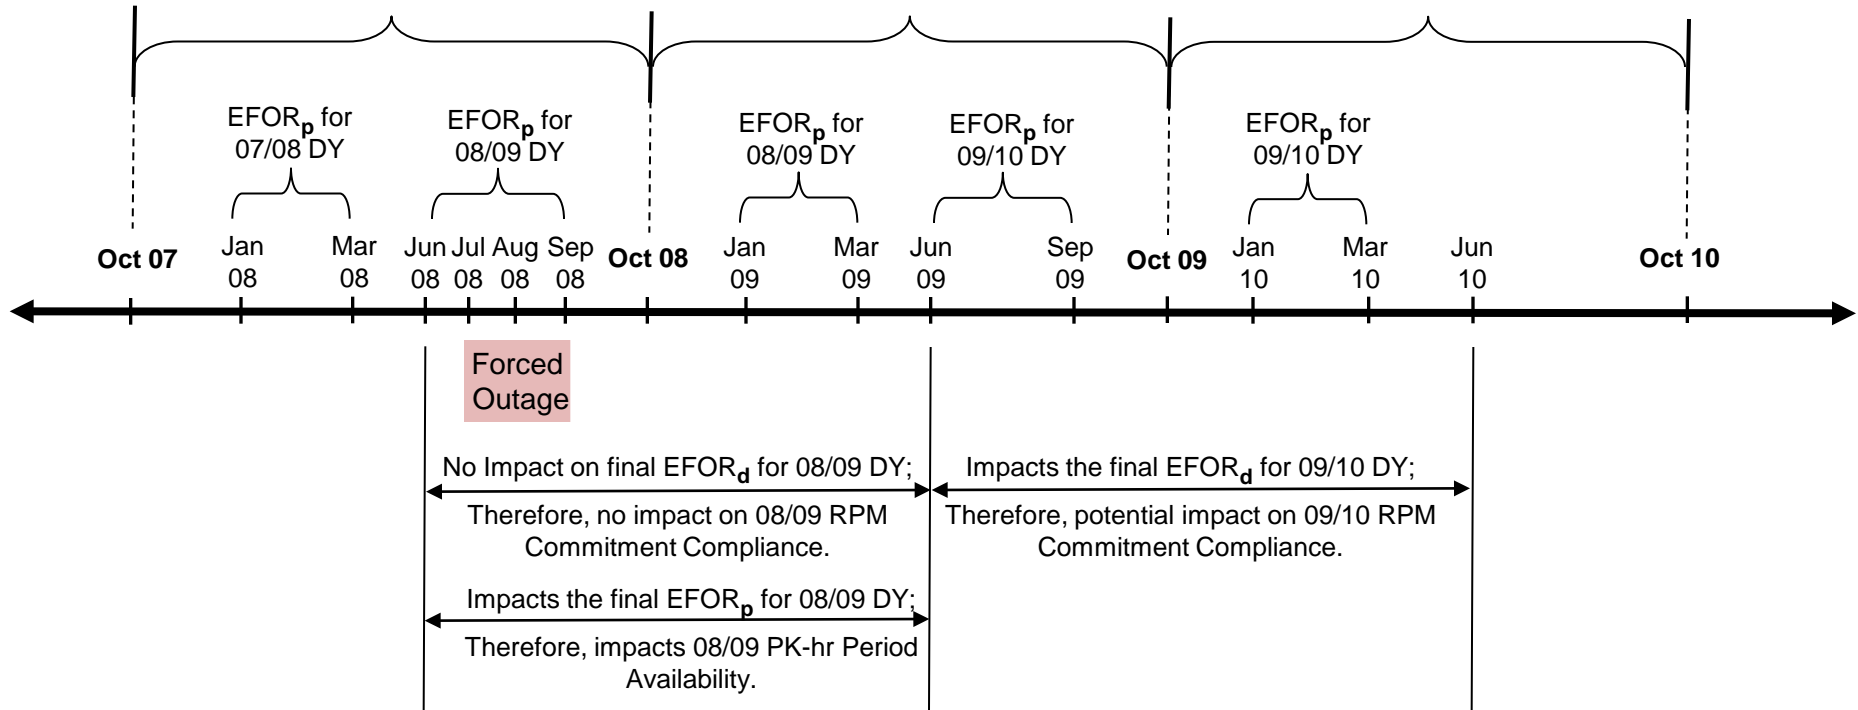 EFORp for
07/08 DY
EFORp for
08/09 DY
EFORp for
08/09 DY
EFORp for
09/10 DY
EFORp for
09/10 DY
Oct 07
Jan
08
Mar
08
Jun
08
Jul
08
Aug
08
Sep
08
Oct 08
Jan
09
Mar
09
Jun
09
Sep
09
Oct 09
Jan
10
Mar
10
Jun
10
Oct 10
Forced
Outage
No Impact on final EFORd for 08/09 DY;
Therefore, no impact on 08/09 RPM
Commitment Compliance.
Impacts the final EFORd for 09/10 DY;
Therefore, potential impact on 09/10 RPM
Commitment Compliance.
Impacts the final EFORp for 08/09 DY;
Therefore, impacts 08/09 PK-hr Period
Availability.